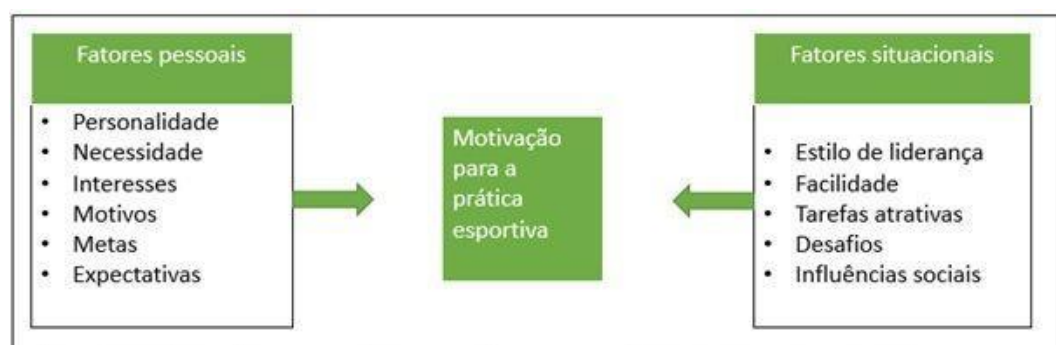 Fatores pessoais
• Personalidade
• Necessidade
• Interesses
• Motivos
• Metas
• Expectativas
Motivação
para a
prática
esportiva
Fatores situacionais
• Estilo de liderança
• Facilidade
• Tarefas atrativas
• Desafios
• Influências sociais